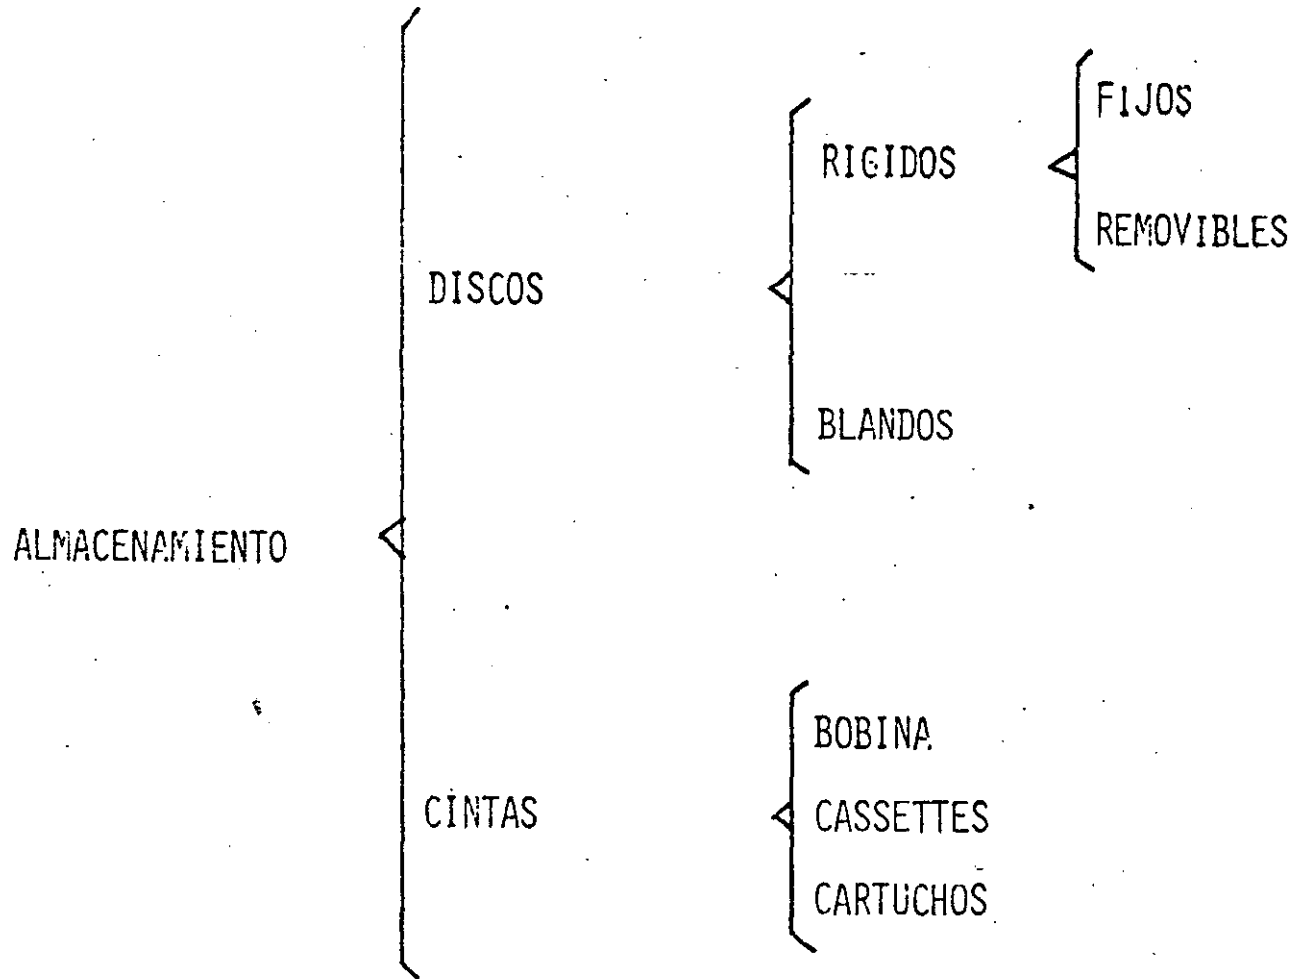 FIJOS
RIGIDOS
REMOVIBLES
DISCOS
BLANDOS
ALMACENAMIENTO
BOBINA
CINTAS
CASSETTES
CARTUCHOS